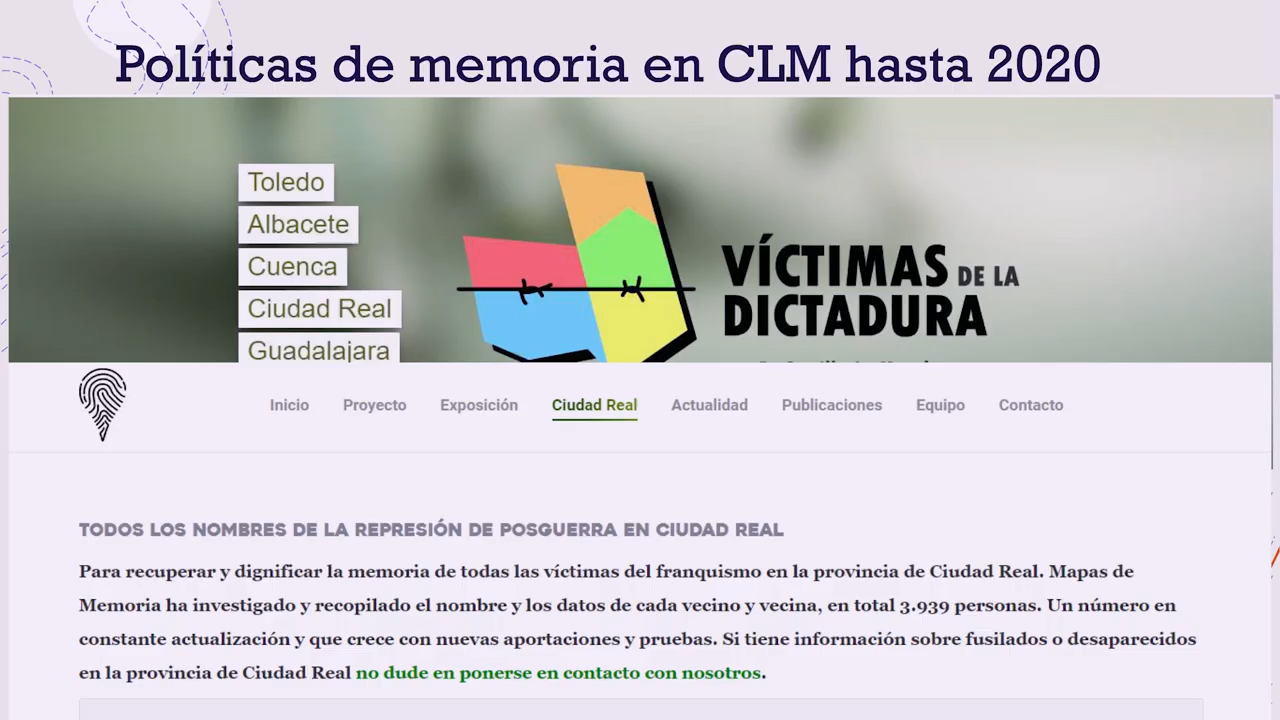 Políticas de memoria en CLM hasta 2020
Toledo
Albacete
Cuenca
Ciudad Real
Guadalajara
VÍCTIMAS DE LA
DICTADURA
Inicio Proyecto Exposición Ciudad Real Actualidad Publicaciones Equipo Contacto
TODOS LOS NOMBRES DE LA REPRESIÓN DE POSGUERRA EN CIUDAD REAL
Para recuperar y dignificar la memoria de todas las víctimas del franquismo en la provincia de Ciudad Real. Mapas de
Memoria ha investigado y recopilado el nombre y los datos de cada vecino y vecina, en total 3.939 personas. Un número en
constante actualización y que crece con nuevas aportaciones y pruebas. Si tiene información sobre fusilados o desaparecidos
en la provincia de Ciudad Real no dude en ponerse en contacto con nosotros.